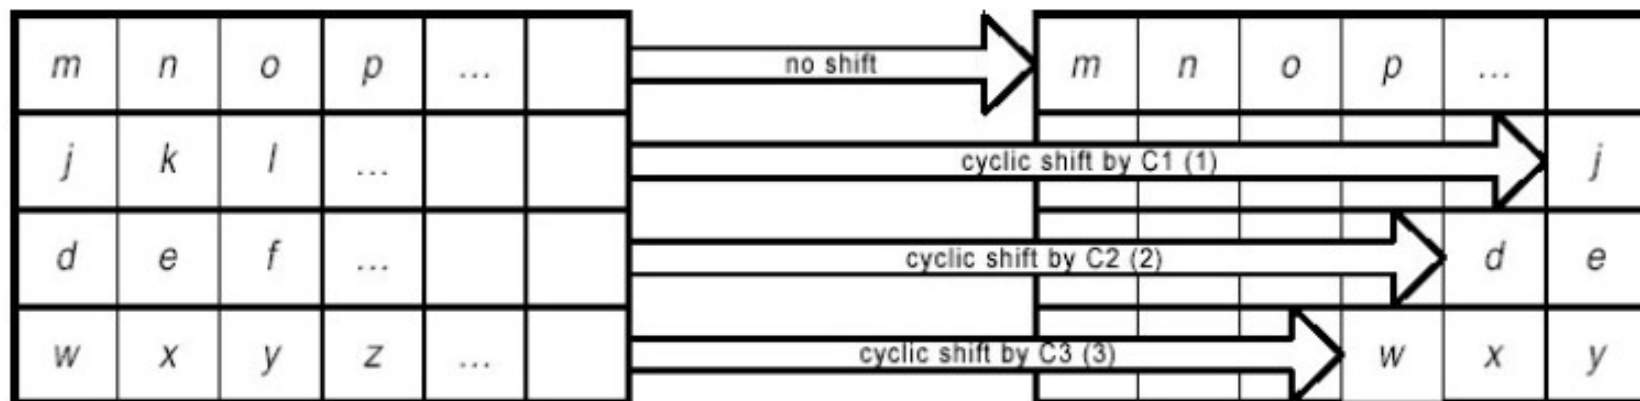 m n o p ... no shift m n o p ...
j k l ... cyclic shift by C1 (1) j
d e f ... cyclic shift by C2 (2) d e
w x y z ... cyclic shift by C3 (3) w x y